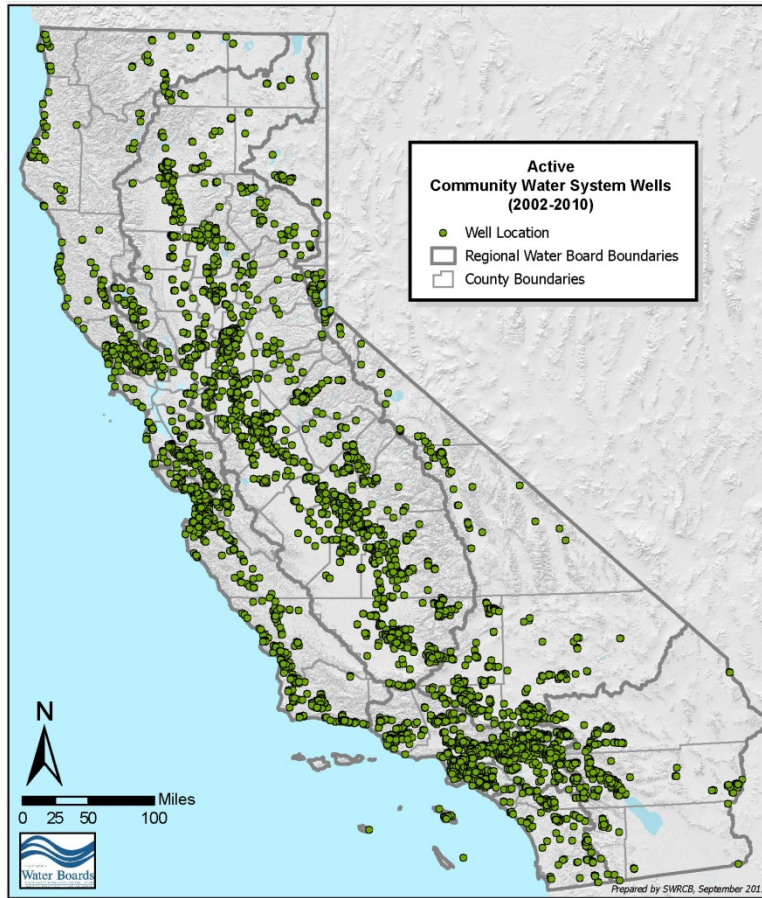 Active
Community Water System Wells
(2002-2010)
Well Location
Regional Water Board Boundaries
County Boundaries
N
Miles
0 25 50 100
Water Boards
Prepared by SWRCB, September 201